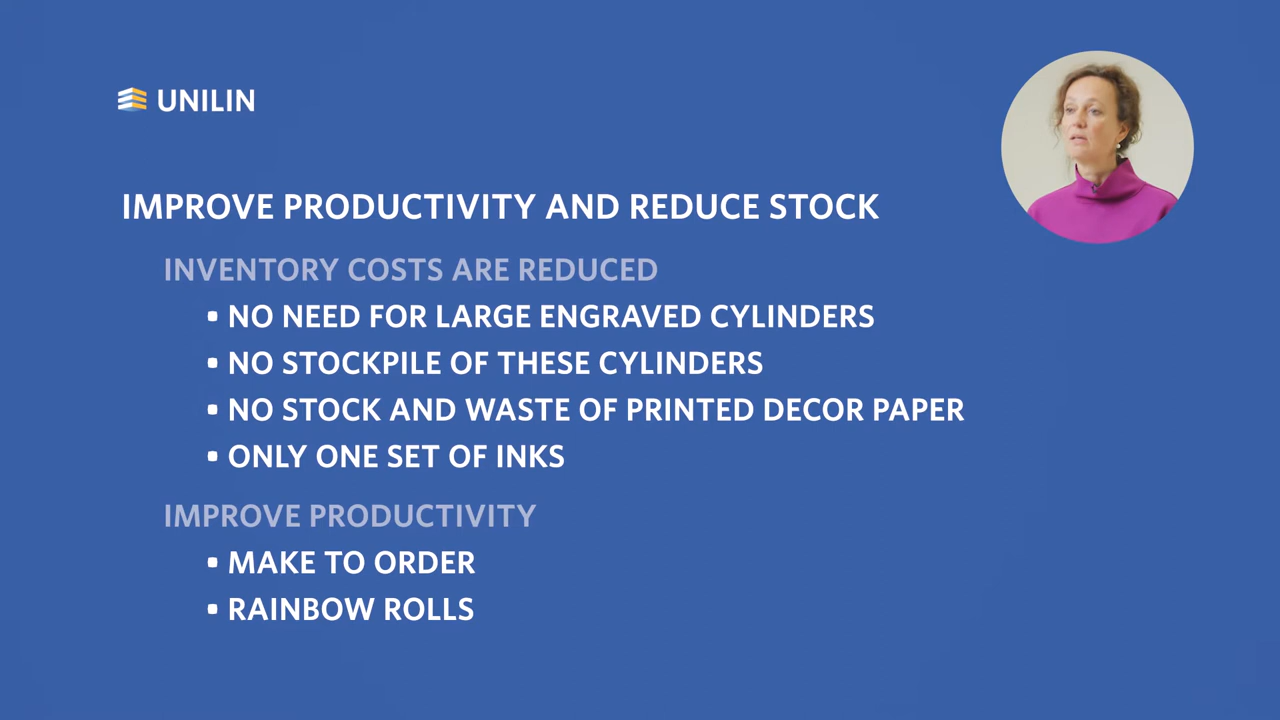 UNILIN
IMPROVE PRODUCTIVITY AND REDUCE STOCK
INVENTORY COSTS ARE REDUCED
▪ NO NEED FOR LARGE ENGRAVED CYLINDERS
▪ NO STOCKPILE OF THESE CYLINDERS
▪ NO STOCK AND WASTE OF PRINTED DECOR PAPER
▪ ONLY ONE SET OF INKS
IMPROVE PRODUCTIVITY
▪ MAKE TO ORDER
▪ RAINBOW ROLLS